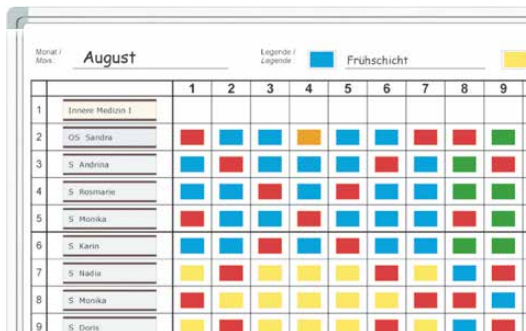 Monat / Mois: August Legende / Legende: Frühschicht
1 2 3 4 5 6 7 8 9
1 Innere Medizin I
2 OS Sandra
3 S Andrina
4 S Rosmarie
5 S Monika
6 S Karin
7 S Nadia
8 S Monika
9 S Doris